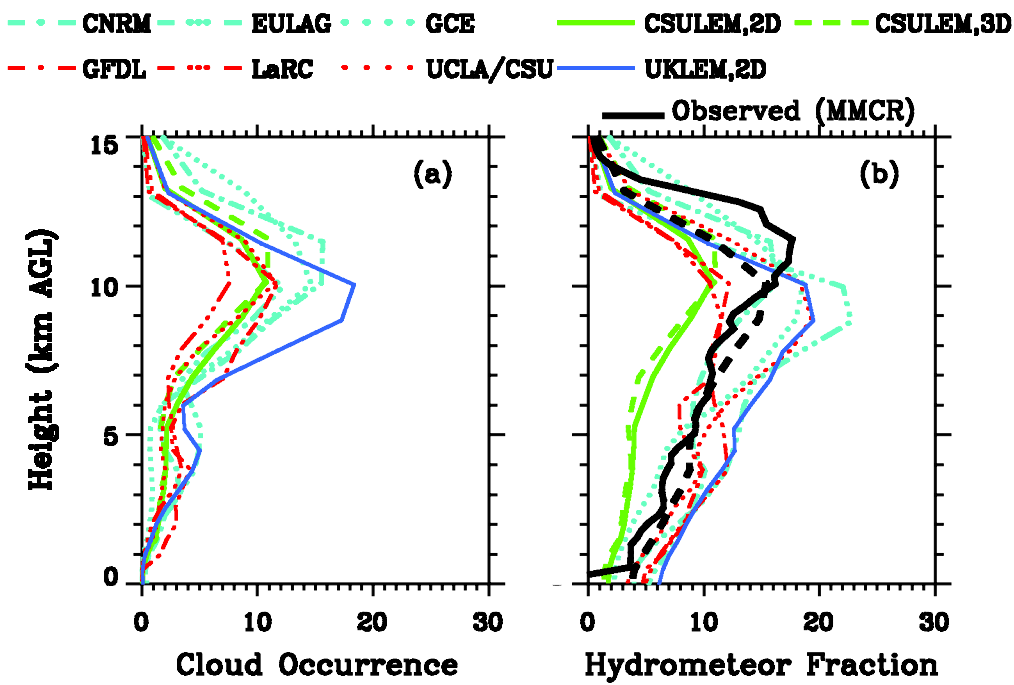 CNRM EULAG GCE CSULEM,2D CSULEM,3D
GFDL LaRC UCLA/CSU UKLEM,2D
Observed (MMCR)
15 15
(a) (b)
10 10
5 5
0 0
0 10 20 30 0 10 20 30
Height (km AGL)
Cloud Occurrence Hydrometeor Fraction